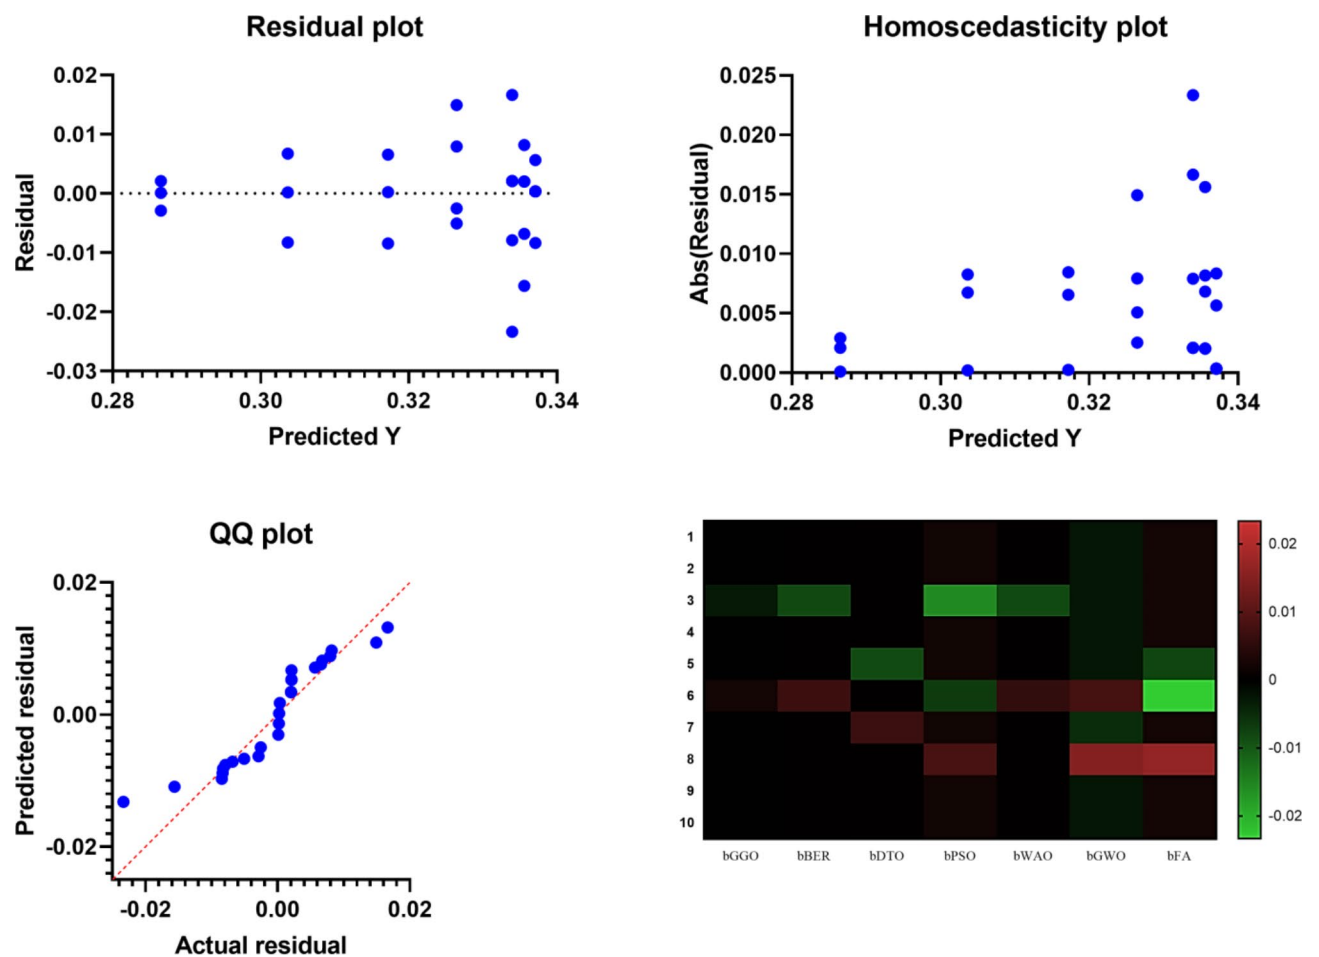 Residual plot
0.02
0.01
0.00
-0.01
-0.02
-0.03
Residual
0.28 0.30 0.32 0.34
Predicted Y
Homoscedasticity plot
0.025
0.020
0.015
0.010
0.005
0.000
Abs(Residual)
0.28 0.30 0.32 0.34
Predicted Y
QQ plot
0.02
0.00
-0.02
Predicted residual
-0.02 0.00 0.02
Actual residual
1
2
3
4
5
6
7
8
9
10
bGGO bBER bDTO bPSO bWAO bGWO bFA
0.02
0.01
0
-0.01
-0.02